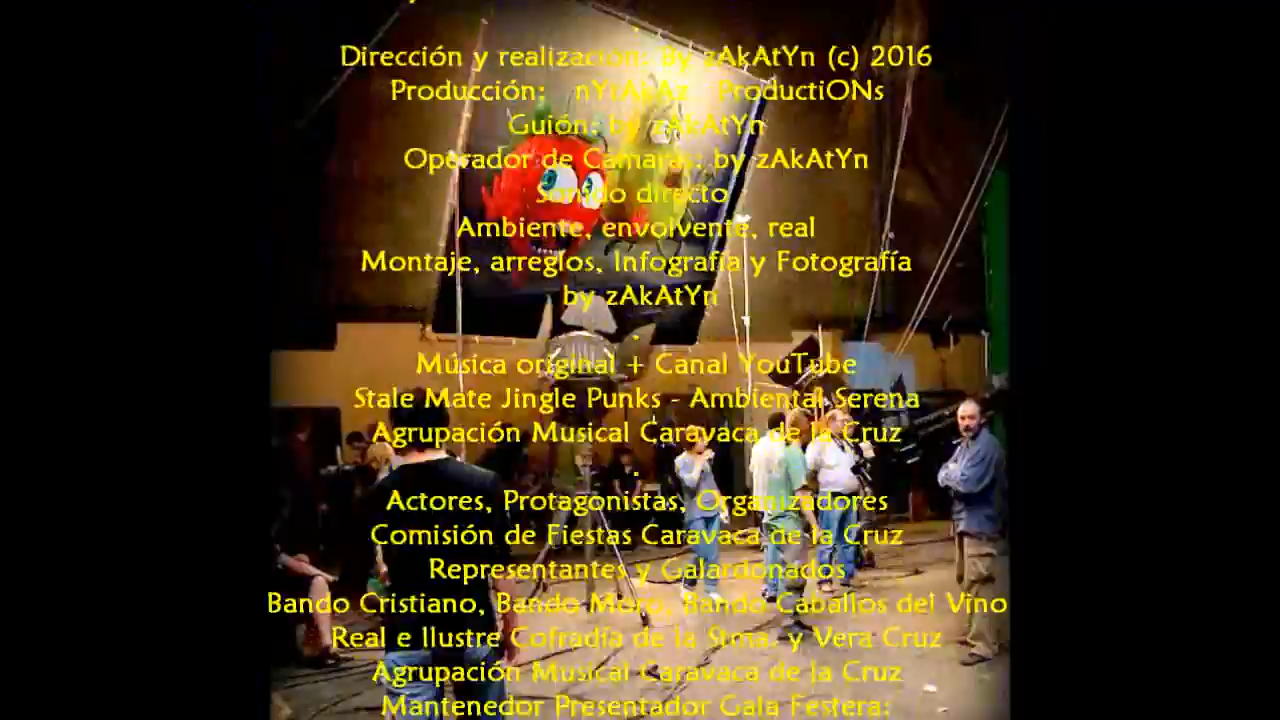 .
Dirección y realización: By zAkAtYn (c) 2016
Producción: nYtAkAz ProductiONs
Guión: by zAkAtYn
Operador de Camaras: by zAkAtYn
Sonido directo
Ambiente, envolvente, real
Montaje, arreglos, Infografía y Fotografía
by zAkAtYn
.
Música original + Canal YouTube
Stale Mate Jingle Punks - Ambiental Serena
Agrupación Musical Caravaca de la Cruz
.
Actores, Protagonistas, Organizadores
Comisión de Fiestas Caravaca de la Cruz
Representantes y Galardonados
Bando Cristiano, Bando Moro, Bando Caballos del Vino
Real e Ilustre Cofradía de la Stma. y Vera Cruz
Agrupación Musical Caravaca de la Cruz
Mantenedor Presentador Gala Festera: